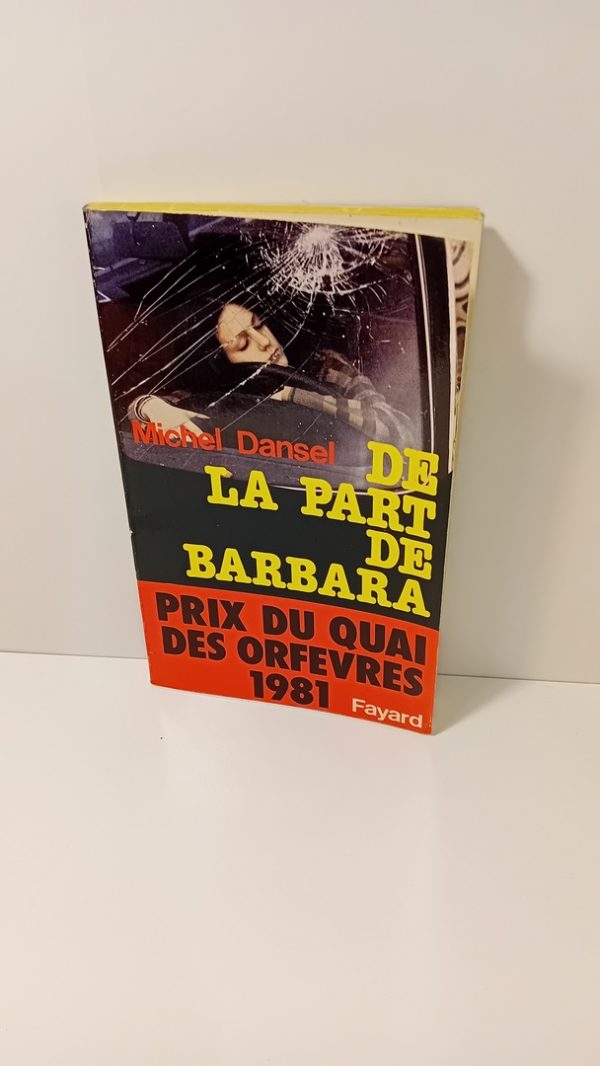 Michel Dansel
DE
LA PART
DE
BARBARA
PRIX DU QUAI
DES ORFEVRES
1981
Fayard